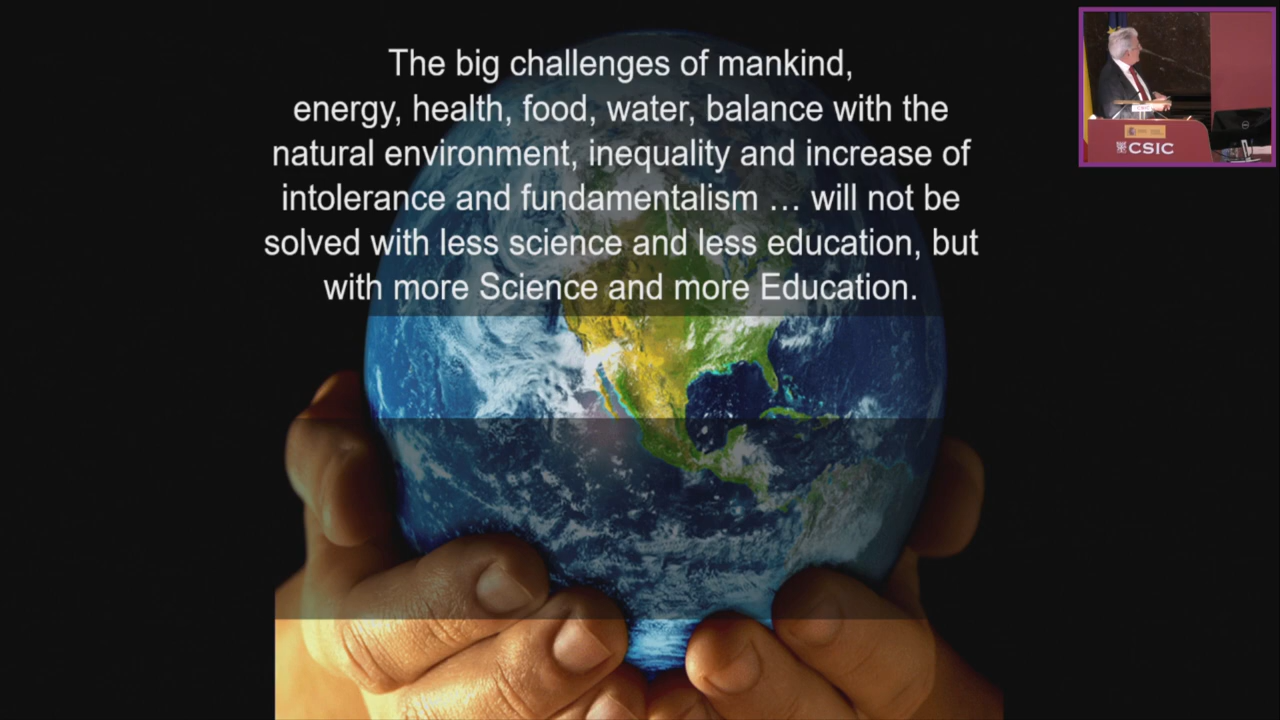 The big challenges of mankind,
energy, health, food, water, balance with the
natural environment, inequality and increase of
intolerance and fundamentalism … will not be
solved with less science and less education, but
with more Science and more Education.
CSIC